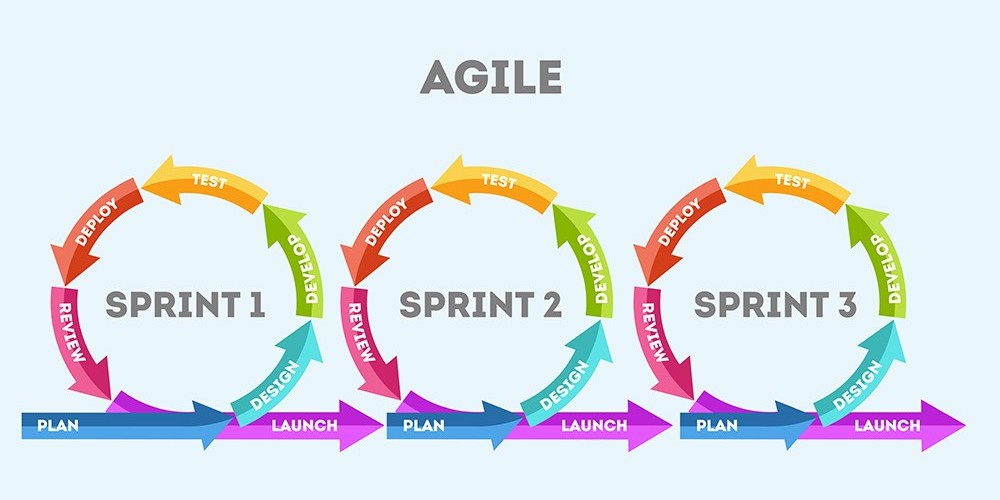 AGILE
SPRINT 1
PLAN
DESIGN
DEVELOP
TEST
DEPLOY
REVIEW
LAUNCH
SPRINT 2
PLAN
DESIGN
DEVELOP
TEST
DEPLOY
REVIEW
LAUNCH
SPRINT 3
PLAN
DESIGN
DEVELOP
TEST
DEPLOY
REVIEW
LAUNCH